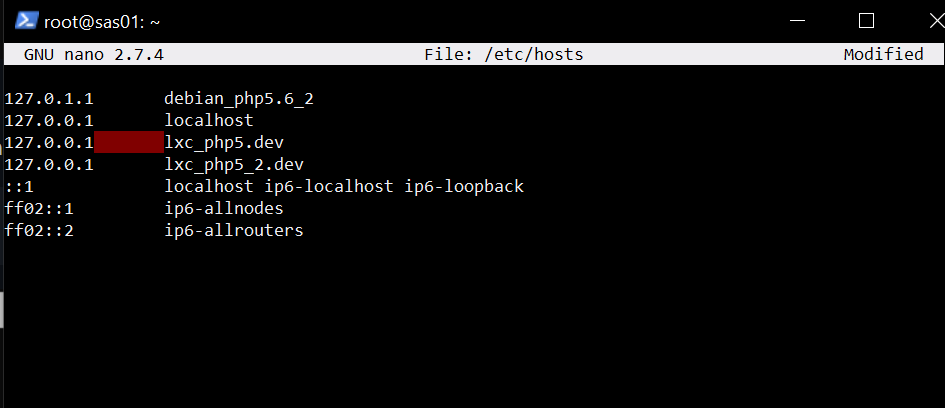 root@sas01: ~
GNU nano 2.7.4 File: /etc/hosts Modified
127.0.1.1 debian_php5.6_2
127.0.0.1 localhost
127.0.0.1 lxc_php5.dev
127.0.0.1 lxc_php5_2.dev
::1 localhost ip6-localhost ip6-loopback
ff02::1 ip6-allnodes
ff02::2 ip6-allrouters